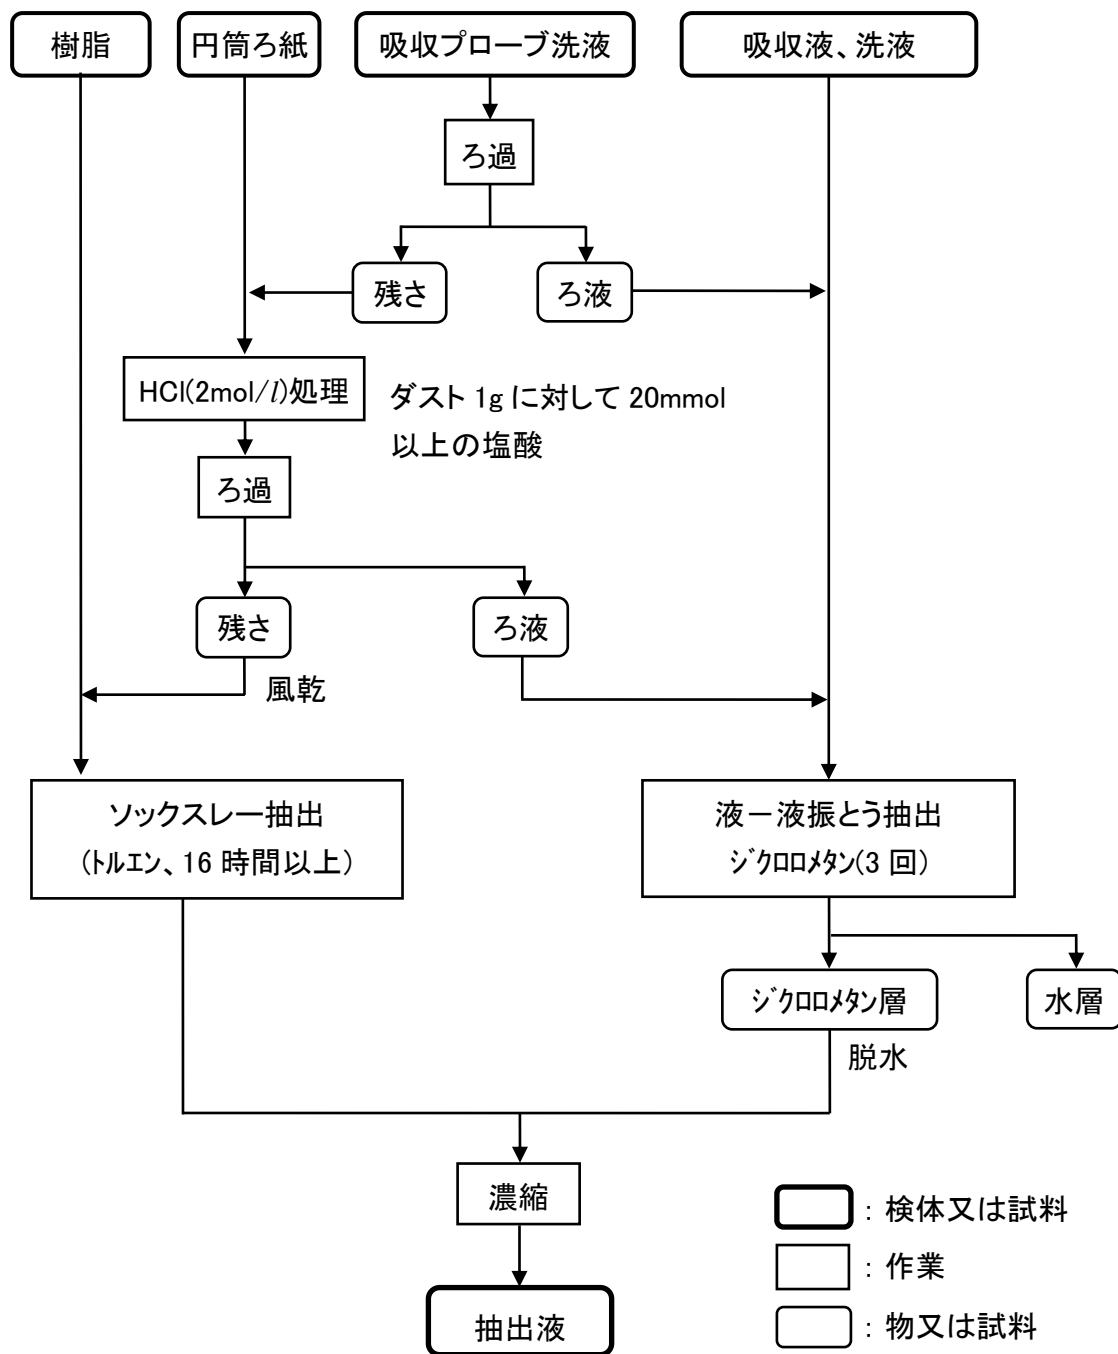 樹脂
円筒ろ紙
吸収プローブ洗液
吸収液、洗液
ろ過
残さ
ろ液
HCl(2mol/l)処理
ダスト 1g に対して 20mmol
以上の塩酸
ろ過
残さ
ろ液
風乾
ソックスレー抽出
(ﾄﾙｴﾝ、16 時間以上)
液－液振とう抽出
ｼﾞｸﾛﾛﾒﾀﾝ(3 回)
ｼﾞｸﾛﾛﾒﾀﾝ層
水層
脱水
濃縮
抽出液
：検体又は試料
：作業
：物又は試料